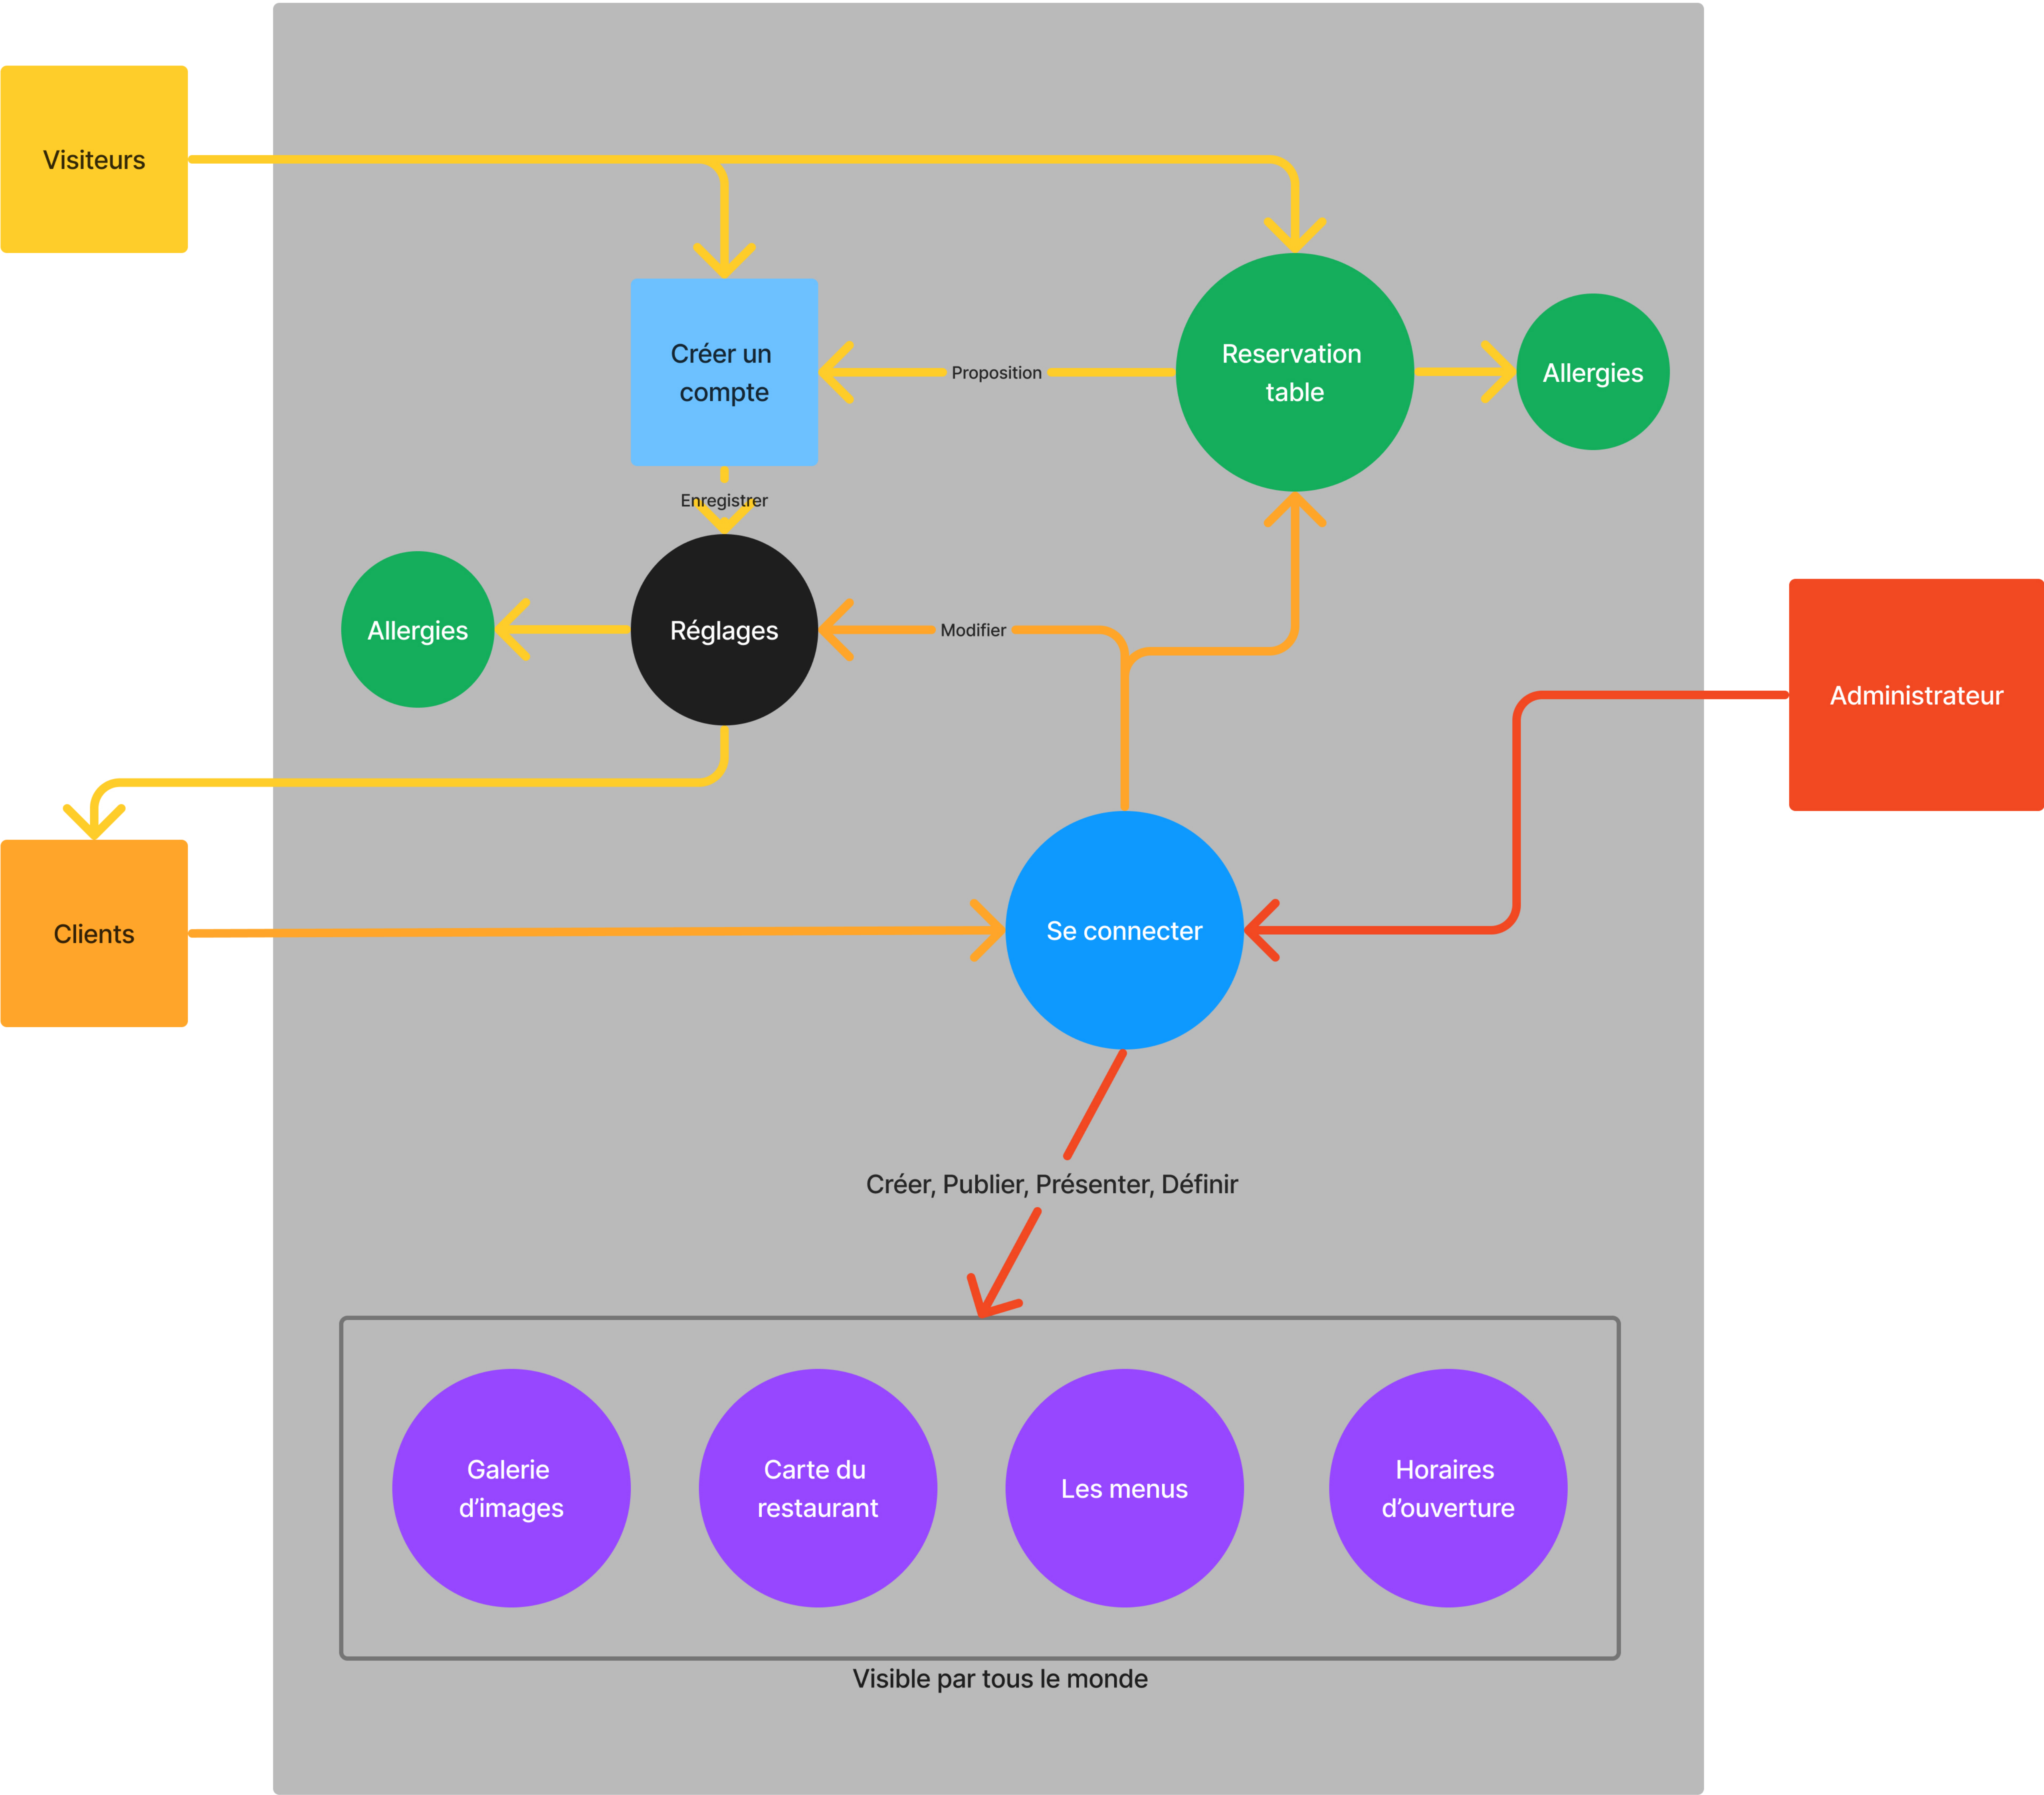 Visiteurs
Créer un
compte
Proposition
Reservation
table
Allergies
Enregistrer
Allergies
Réglages
Modifier
Administrateur
Clients
Se connecter
Créer, Publier, Présenter, Définir
Galerie
d’images
Carte du
restaurant
Les menus
Horaires
d’ouverture
Visible par tous le monde